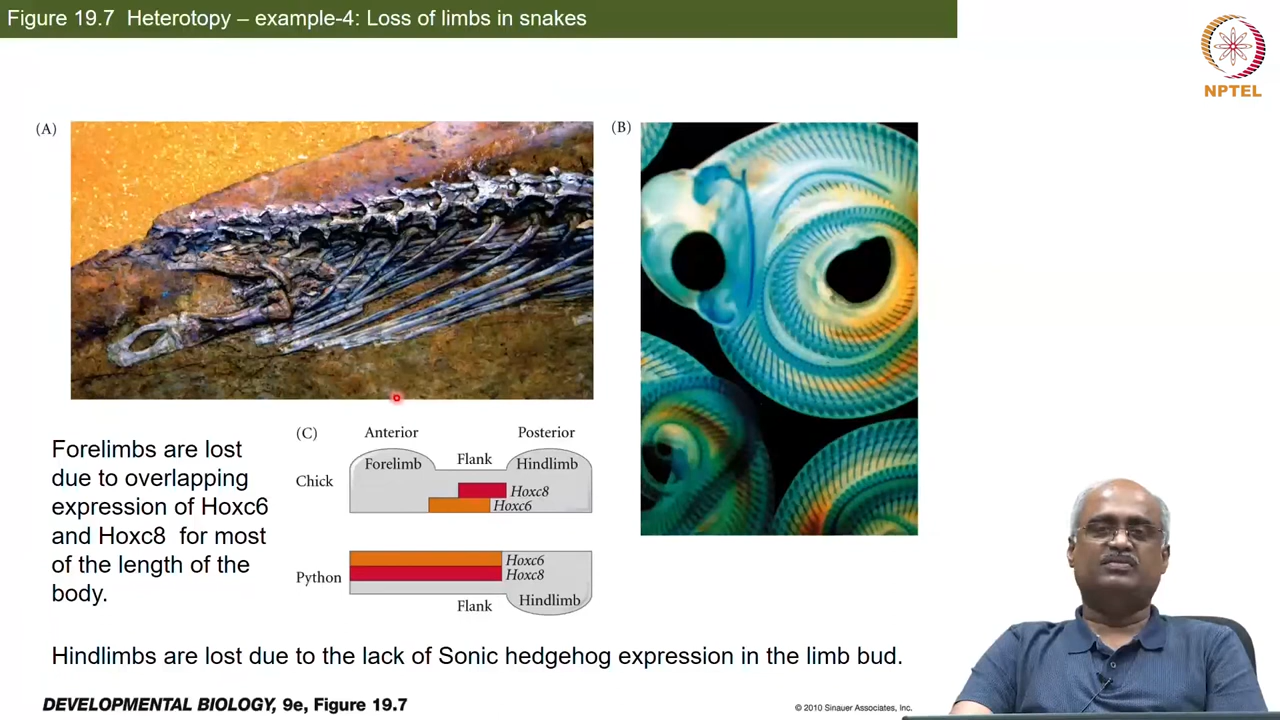 Figure 19.7 Heterotopy – example-4: Loss of limbs in snakes
NPTEL
(A)
(B)
Forelimbs are lost
due to overlapping
expression of Hoxc6
and Hoxc8 for most
of the length of the
body.
(C)
Anterior
Posterior
Chick
Forelimb
Flank
Hindlimb
Hoxc8
Hoxc6
Python
Hoxc6
Hoxc8
Flank
Hindlimb
Hindlimbs are lost due to the lack of Sonic hedgehog expression in the limb bud.
DEVELOPMENTAL BIOLOGY, 9e, Figure 19.7
© 2010 Sinauer Associates, Inc.